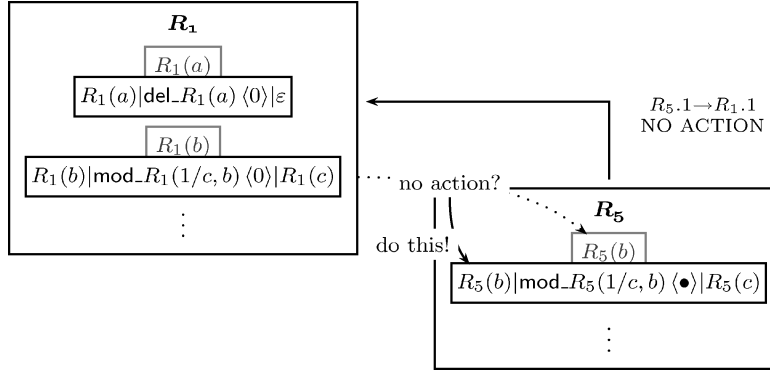 R₁
R₁(a)
R₁(a)|del_R₁(a) ⟨0⟩|ε
R₁(b)
R₁(b)|mod_R₁(1/c, b) ⟨0⟩|R₁(c)
⋮
R₅.1→R₁.1
NO ACTION
no action?
do this!
R₅
R₅(b)
R₅(b)|mod_R₅(1/c, b) ⟨•⟩|R₅(c)
⋮